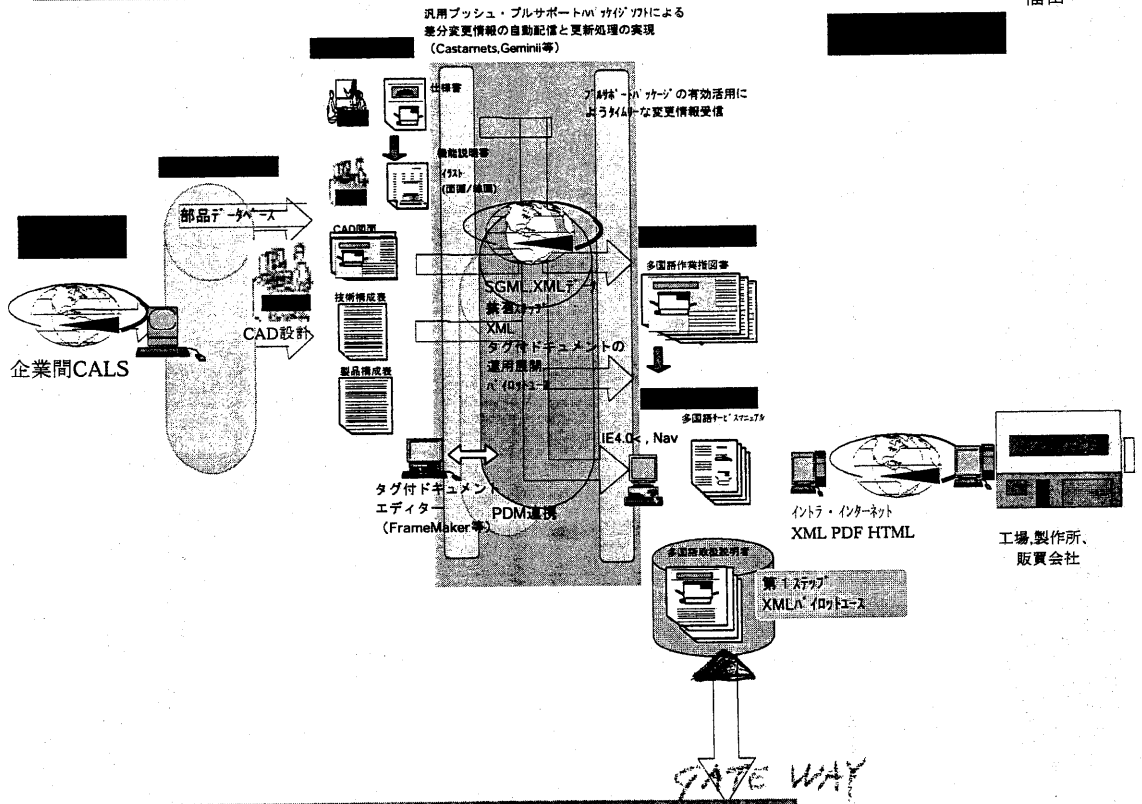 汎用プッシュ・プルサポートパッケイジソフトによる
差分変更情報の自動配信と更新処理の実現
(Castarnets,Geminii等)
プルサポートパッケージの有効活用に
ようタイムリーな変更情報受信
仕様書
機能説明書
イラスト
(図面/線画)
部品データベース
CAD図面
CAD設計
企業間CALS
技術構成表
製品構成表
SGML,XMLデータ
XML
タグ付ドキュメントの
運用展開
パイロットユース
多国語作業指図書
多国語サービスマニュアル
IE4.0<, Nav
タグ付ドキュメント
エディター
(FrameMaker等)
PDM連携
イントラ・インターネット
XML PDF HTML
工場,製作所、
販買会社
多国語取扱説明書
第1ステップ
XMLパイロットユース
GATE WAY